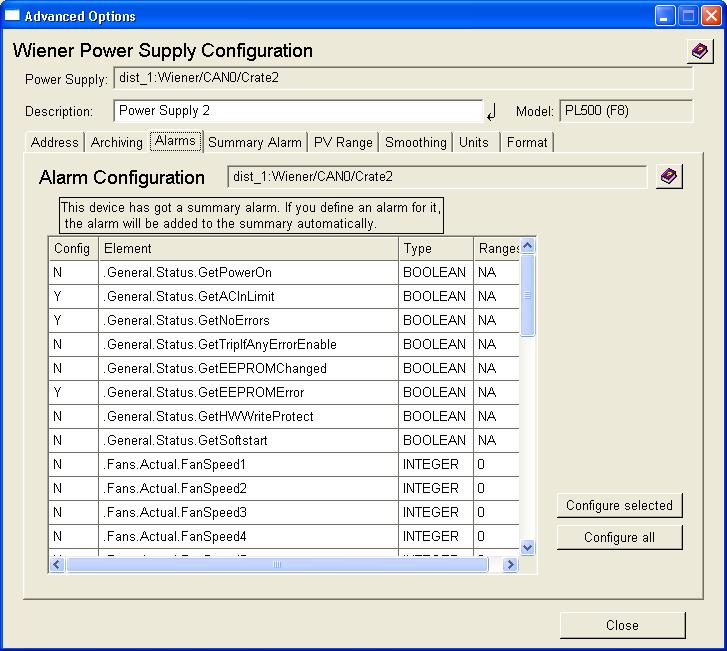 Advanced Options
Wiener Power Supply Configuration
Power Supply: dist_1:Wiener/CAN0/Crate2
Description: Power Supply 2 Model: PL500 (F8)
Address Archiving Alarms Summary Alarm PV Range Smoothing Units Format
Alarm Configuration dist_1:Wiener/CAN0/Crate2
This device has got a summary alarm. If you define an alarm for it,
the alarm will be added to the summary automatically.
Config Element Type Ranges
N .General.Status.GetPowerOn BOOLEAN NA
Y .General.Status.GetACInLimit BOOLEAN NA
Y .General.Status.GetNoErrors BOOLEAN NA
N .General.Status.GetTripIfAnyErrorEnable BOOLEAN NA
N .General.Status.GetEEPROMChanged BOOLEAN NA
Y .General.Status.GetEEPROMError BOOLEAN NA
N .General.Status.GetHWWriteProtect BOOLEAN NA
N .General.Status.GetSoftstart BOOLEAN NA
N .Fans.Actual.FanSpeed1 INTEGER 0
N .Fans.Actual.FanSpeed2 INTEGER 0
N .Fans.Actual.FanSpeed3 INTEGER 0
N .Fans.Actual.FanSpeed4 INTEGER 0
Configure selected
Configure all
Close